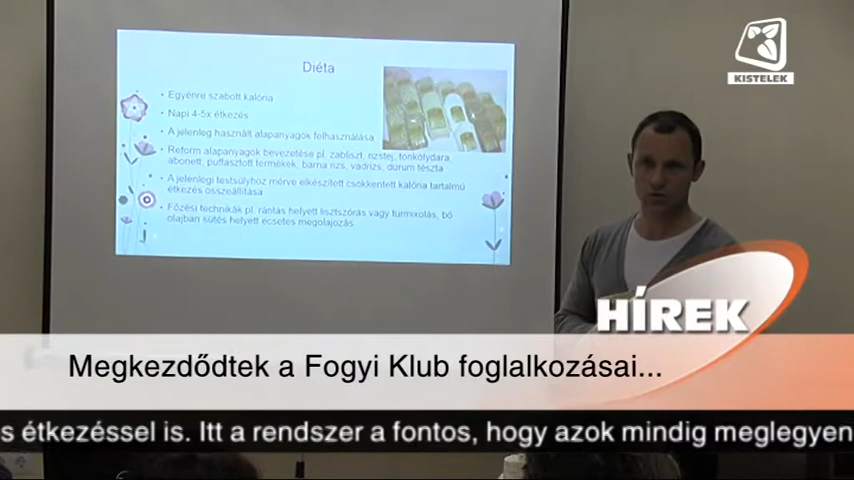 KISTELEK
Diéta
• Egyénre szabott kalória
• Napi 4-5x étkezés
• A jelenleg használt alapanyagok felhasználása
• Reform alapanyagok bevezetése pl. zabliszt, rizstej, tönkölydara,
abonett, puffasztott termékek, barna rizs, vadrizs, durum tészta
• A jelenlegi testsúlyhoz mérve elkészített csökkentett kalória tartalmú
étkezés összeállítása
• Főzési technikák pl. rántás helyett lisztszórás vagy turmixolás, bő
olajban sütés helyett ecsetes megolajozás
HÍREK
Megkezdődtek a Fogyi Klub foglalkozásai...
s étkezéssel is. Itt a rendszer a fontos, hogy azok mindig meglegyen